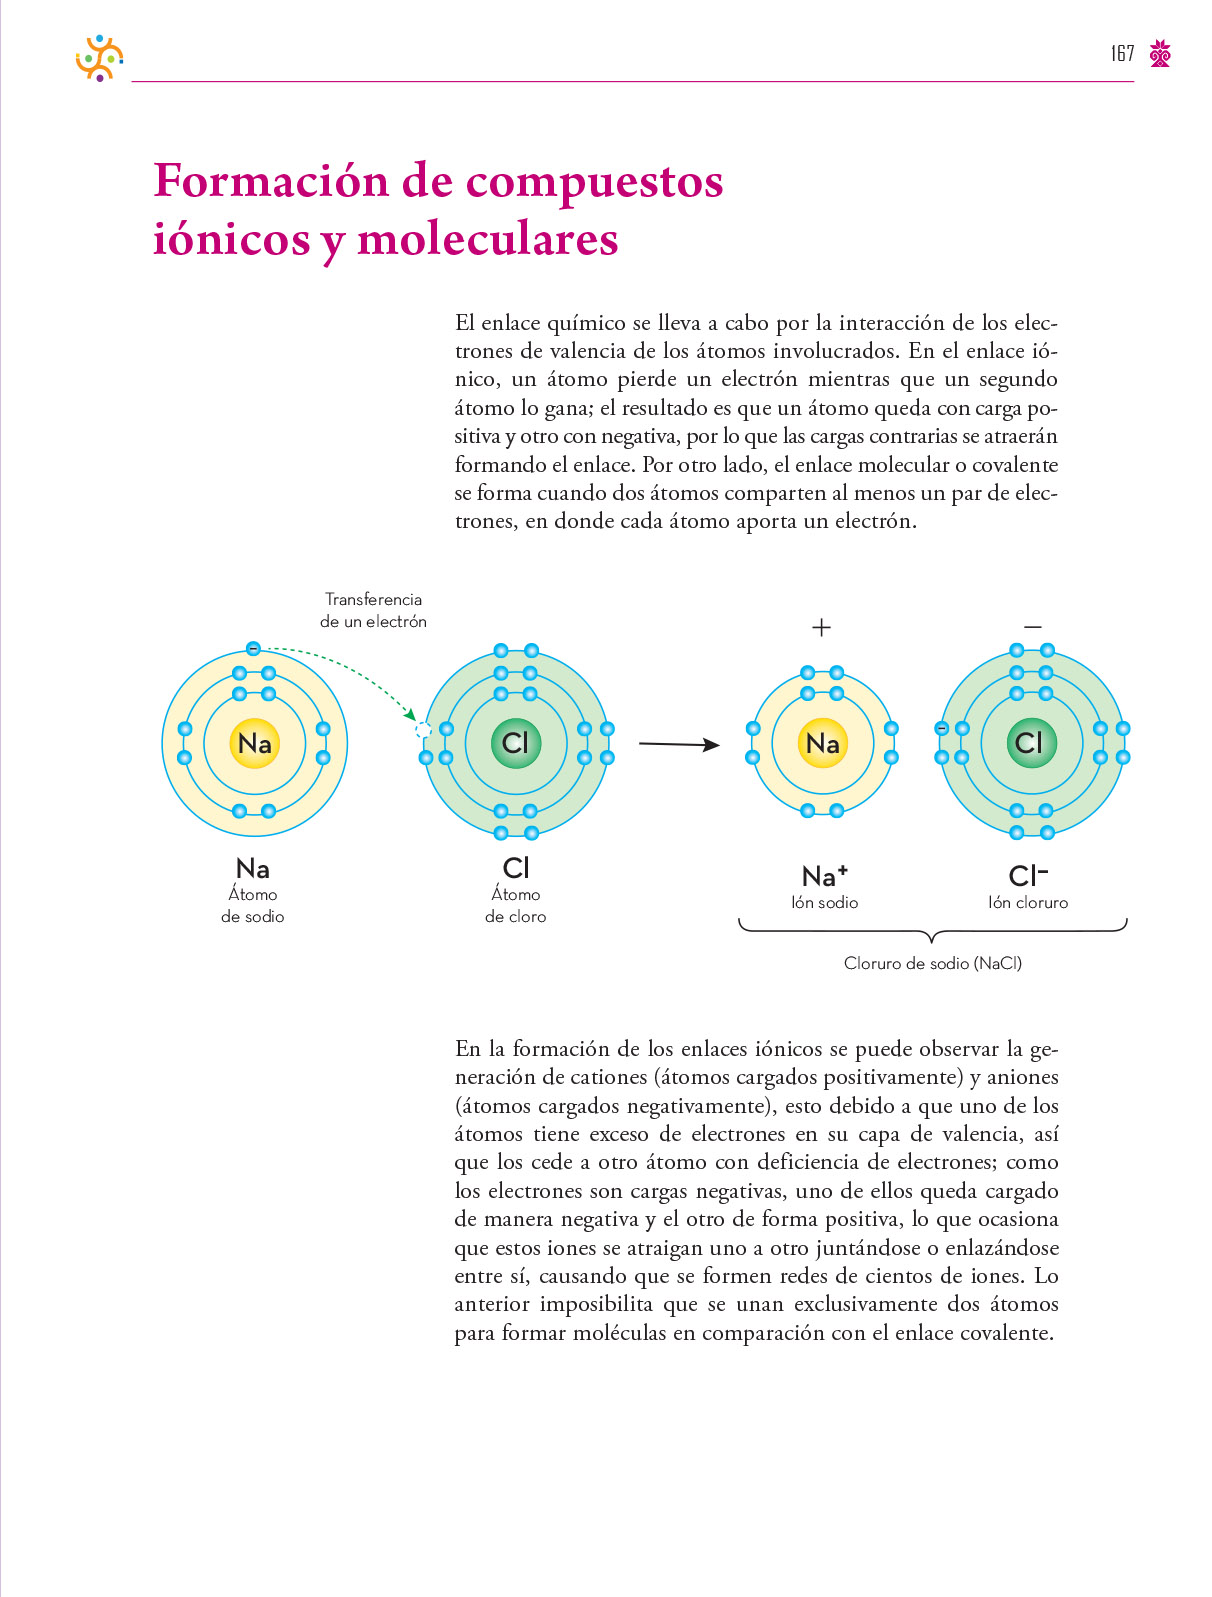 167
Formación de compuestos
iónicos y moleculares
El enlace químico se lleva a cabo por la interacción de los elec-
trones de valencia de los átomos involucrados. En el enlace ió-
nico, un átomo pierde un electrón mientras que un segundo
átomo lo gana; el resultado es que un átomo queda con carga po-
sitiva y otro con negativa, por lo que las cargas contrarias se atraerán
formando el enlace. Por otro lado, el enlace molecular o covalente
se forma cuando dos átomos comparten al menos un par de elec-
trones, en donde cada átomo aporta un electrón.
Transferencia
de un electrón
+ −
-
-
Na Cl Na Cl
Na Cl Na⁺ Cl⁻
Átomo
de sodio
Átomo
de cloro
Ión sodio
Ión cloruro
Cloruro de sodio (NaCl)
En la formación de los enlaces iónicos se puede observar la ge-
neración de cationes (átomos cargados positivamente) y aniones
(átomos cargados negativamente), esto debido a que uno de los
átomos tiene exceso de electrones en su capa de valencia, así
que los cede a otro átomo con deficiencia de electrones; como
los electrones son cargas negativas, uno de ellos queda cargado
de manera negativa y el otro de forma positiva, lo que ocasiona
que estos iones se atraigan uno a otro juntándose o enlazándose
entre sí, causando que se formen redes de cientos de iones. Lo
anterior imposibilita que se unan exclusivamente dos átomos
para formar moléculas en comparación con el enlace covalente.